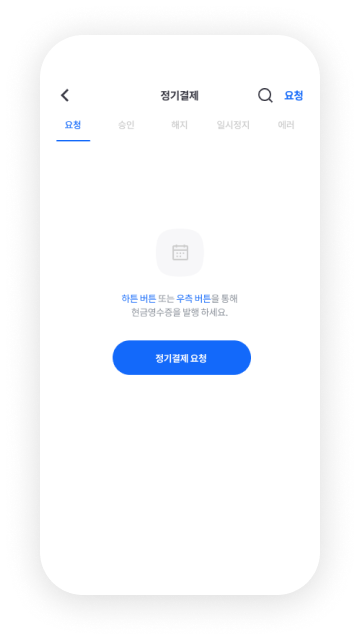 정기결제 요청
요청 승인 해지 일시정지 에러
하튼 버튼 또는 우측 버튼을 통해
현금영수증을 발행 하세요.
정기결제 요청